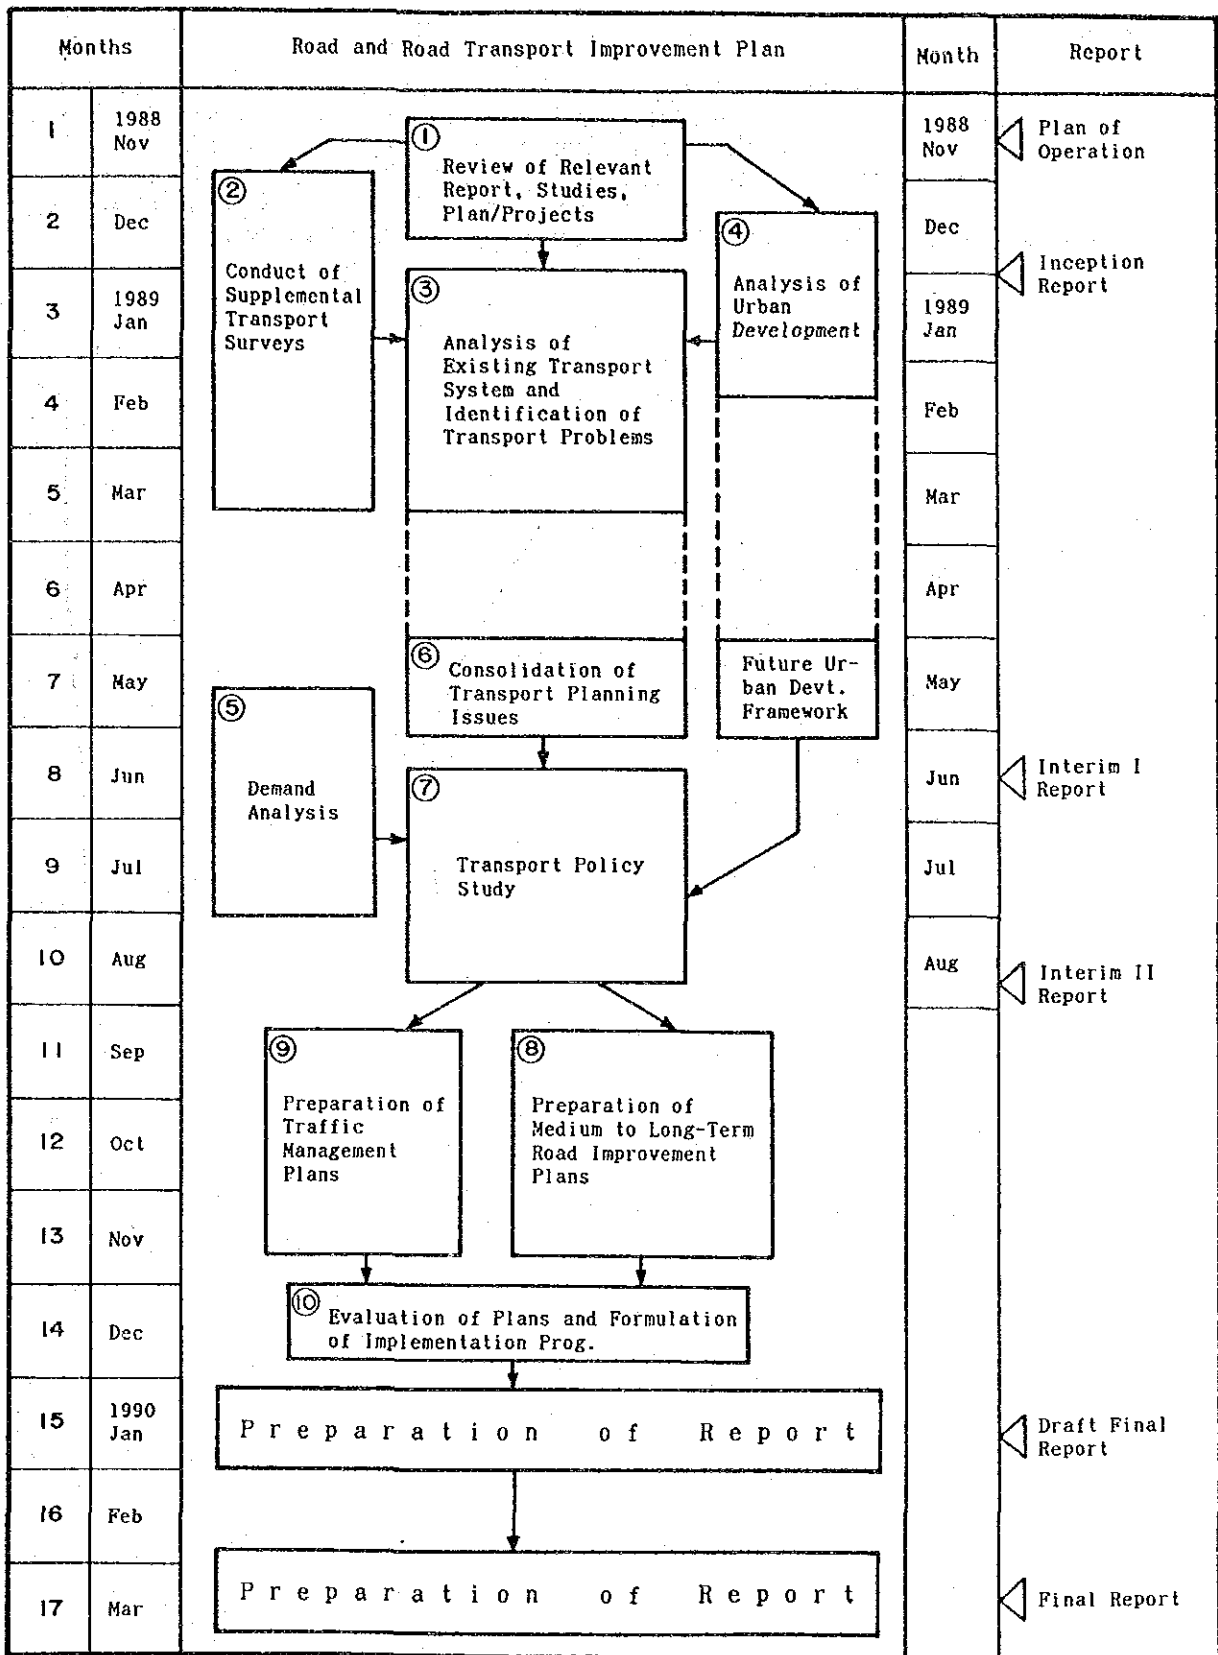 Months
Road and Road Transport Improvement Plan
Month
Report
1
1988
Nov
2
Dec
3
1989
Jan
4
Feb
5
Mar
6
Apr
7
May
8
Jun
9
Jul
10
Aug
11
Sep
12
Oct
13
Nov
14
Dec
15
1990
Jan
16
Feb
17
Mar
①
Review of Relevant
Report, Studies,
Plan/Projects
②
Conduct of
Supplemental
Transport
Surveys
③
Analysis of
Existing Transport
System and
Identification of
Transport Problems
④
Analysis of
Urban
Development
⑥
Consolidation of
Transport Planning
Issues
Future Ur-
ban Devt.
Framework
⑤
Demand
Analysis
⑦
Transport Policy
Study
⑨
Preparation of
Traffic
Management
Plans
⑧
Preparation of
Medium to Long-Term
Road Improvement
Plans
⑩
Evaluation of Plans and Formulation
of Implementation Prog.
Preparation of Report
Preparation of Report
1988
Nov
Dec
1989
Jan
Feb
Mar
Apr
May
Jun
Jul
Aug
Plan of
Operation
Inception
Report
Interim I
Report
Interim II
Report
Draft Final
Report
Final Report